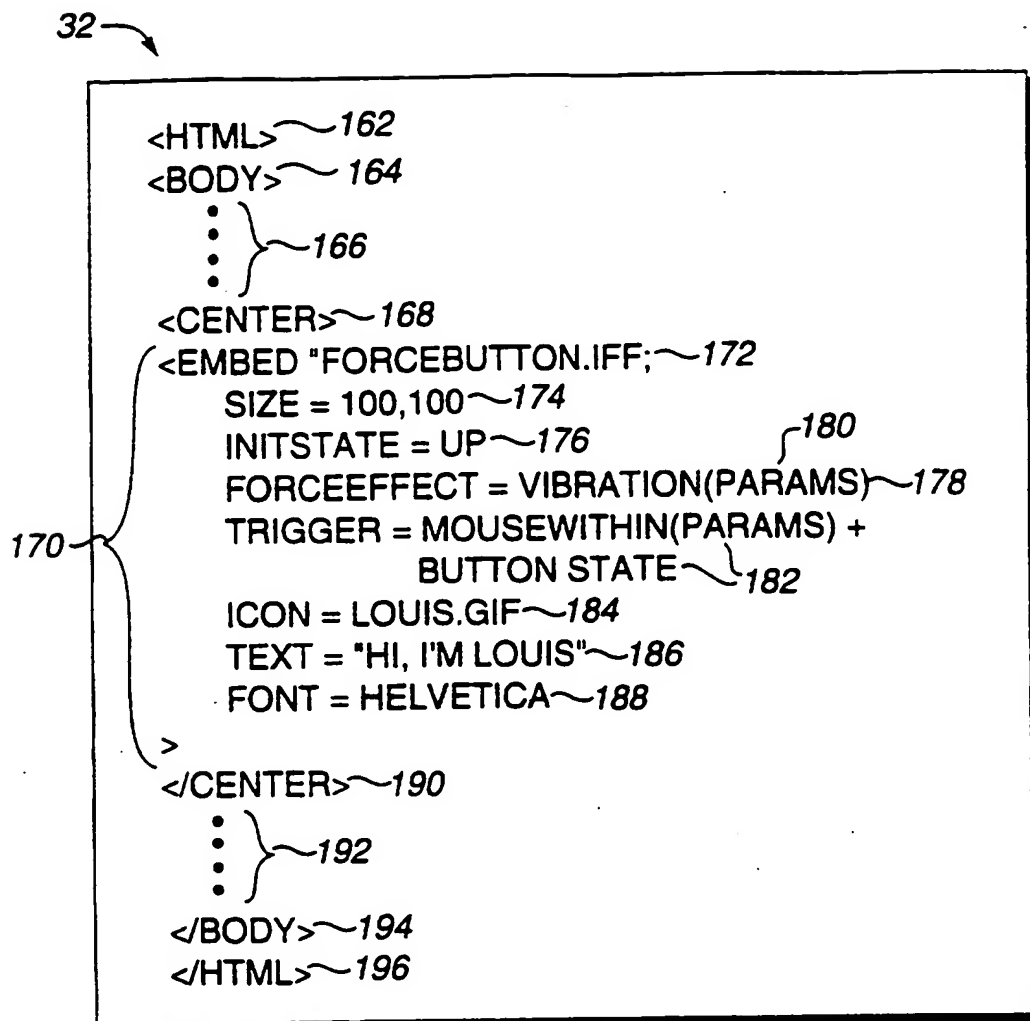 32
<HTML> 162
<BODY> 164
166
<CENTER> 168
<EMBED "FORCEBUTTON.IFF; 172
SIZE = 100,100 174
INITSTATE = UP 176
180
FORCEEFFECT = VIBRATION(PARAMS) 178
170 TRIGGER = MOUSEWITHIN(PARAMS) +
BUTTON STATE 182
ICON = LOUIS.GIF 184
TEXT = "HI, I'M LOUIS" 186
FONT = HELVETICA 188
>
</CENTER> 190
192
</BODY> 194
</HTML> 196